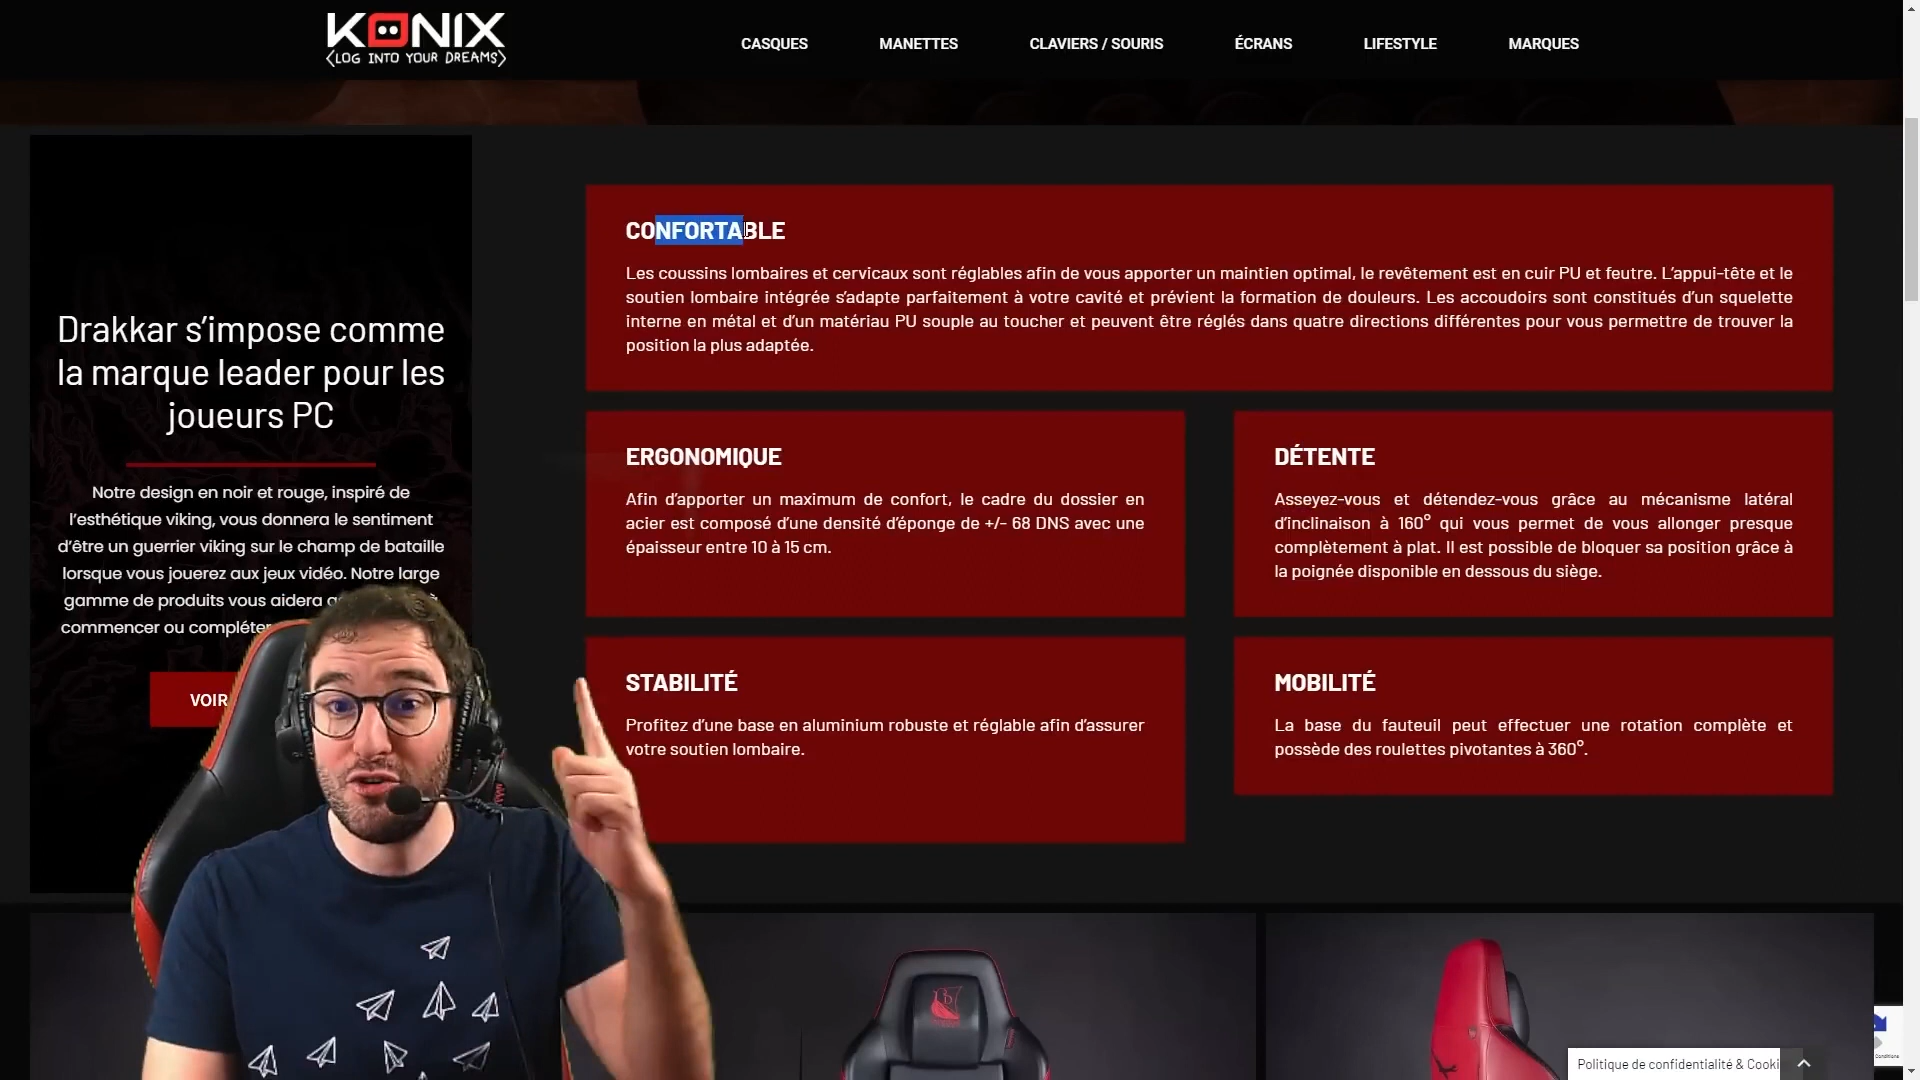 KONIX
LOG INTO YOUR DREAMS
CASQUES
MANETTES
CLAVIERS / SOURIS
ÉCRANS
LIFESTYLE
MARQUES
Drakkar s’impose comme
la marque leader pour les
joueurs PC
Notre design en noir et rouge, inspiré de
l’esthétique viking, vous donnera le sentiment
d’être un guerrier viking sur le champ de bataille
lorsque vous jouerez aux jeux vidéo. Notre large
gamme de produits vous aidera
commencer ou compléter
VOIR
CONFORTABLE
Les coussins lombaires et cervicaux sont réglables afin de vous apporter un maintien optimal, le revêtement est en cuir PU et feutre. L’appui-tête et le
soutien lombaire intégrée s’adapte parfaitement à votre cavité et prévient la formation de douleurs. Les accoudoirs sont constitués d’un squelette
interne en métal et d’un matériau PU souple au toucher et peuvent être réglés dans quatre directions différentes pour vous permettre de trouver la
position la plus adaptée.
ERGONOMIQUE
Afin d’apporter un maximum de confort, le cadre du dossier en
acier est composé d’une densité d’éponge de +/- 68 DNS avec une
épaisseur entre 10 à 15 cm.
DÉTENTE
Asseyez-vous et détendez-vous grâce au mécanisme latéral
d’inclinaison à 160° qui vous permet de vous allonger presque
complètement à plat. Il est possible de bloquer sa position grâce à
la poignée disponible en dessous du siège.
STABILITÉ
Profitez d’une base en aluminium robuste et réglable afin d’assurer
votre soutien lombaire.
MOBILITÉ
La base du fauteuil peut effectuer une rotation complète et
possède des roulettes pivotantes à 360°.
Politique de confidentialité & Cooki